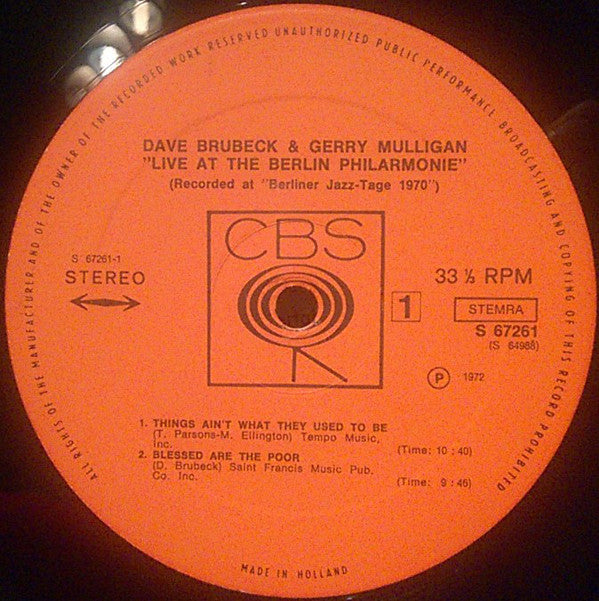 ALL RIGHTS OF THE MANUFACTURER AND OF THE OWNER OF THE RECORDED WORK RESERVED UNAUTHORIZED PUBLIC PERFORMANCE BROADCASTING AND COPYING OF THIS RECORD PROHIBITED
DAVE BRUBECK & GERRY MULLIGAN
"LIVE AT THE BERLIN PHILARMONIE"
(Recorded at "Berliner Jazz-Tage 1970")
CBS
S 67261-1
STEREO
33 ⅓ RPM
1
STEMRA
S 67261
(S 64988)
Ⓟ 1972
1. THINGS AIN'T WHAT THEY USED TO BE
(T. Parsons-M. Ellington) Tempo Music,
Inc. (Time: 10 : 40)
2. BLESSED ARE THE POOR
(D. Brubeck) Saint Francis Music Pub.
Co. Inc. (Time: 9 : 46)
MADE IN HOLLAND